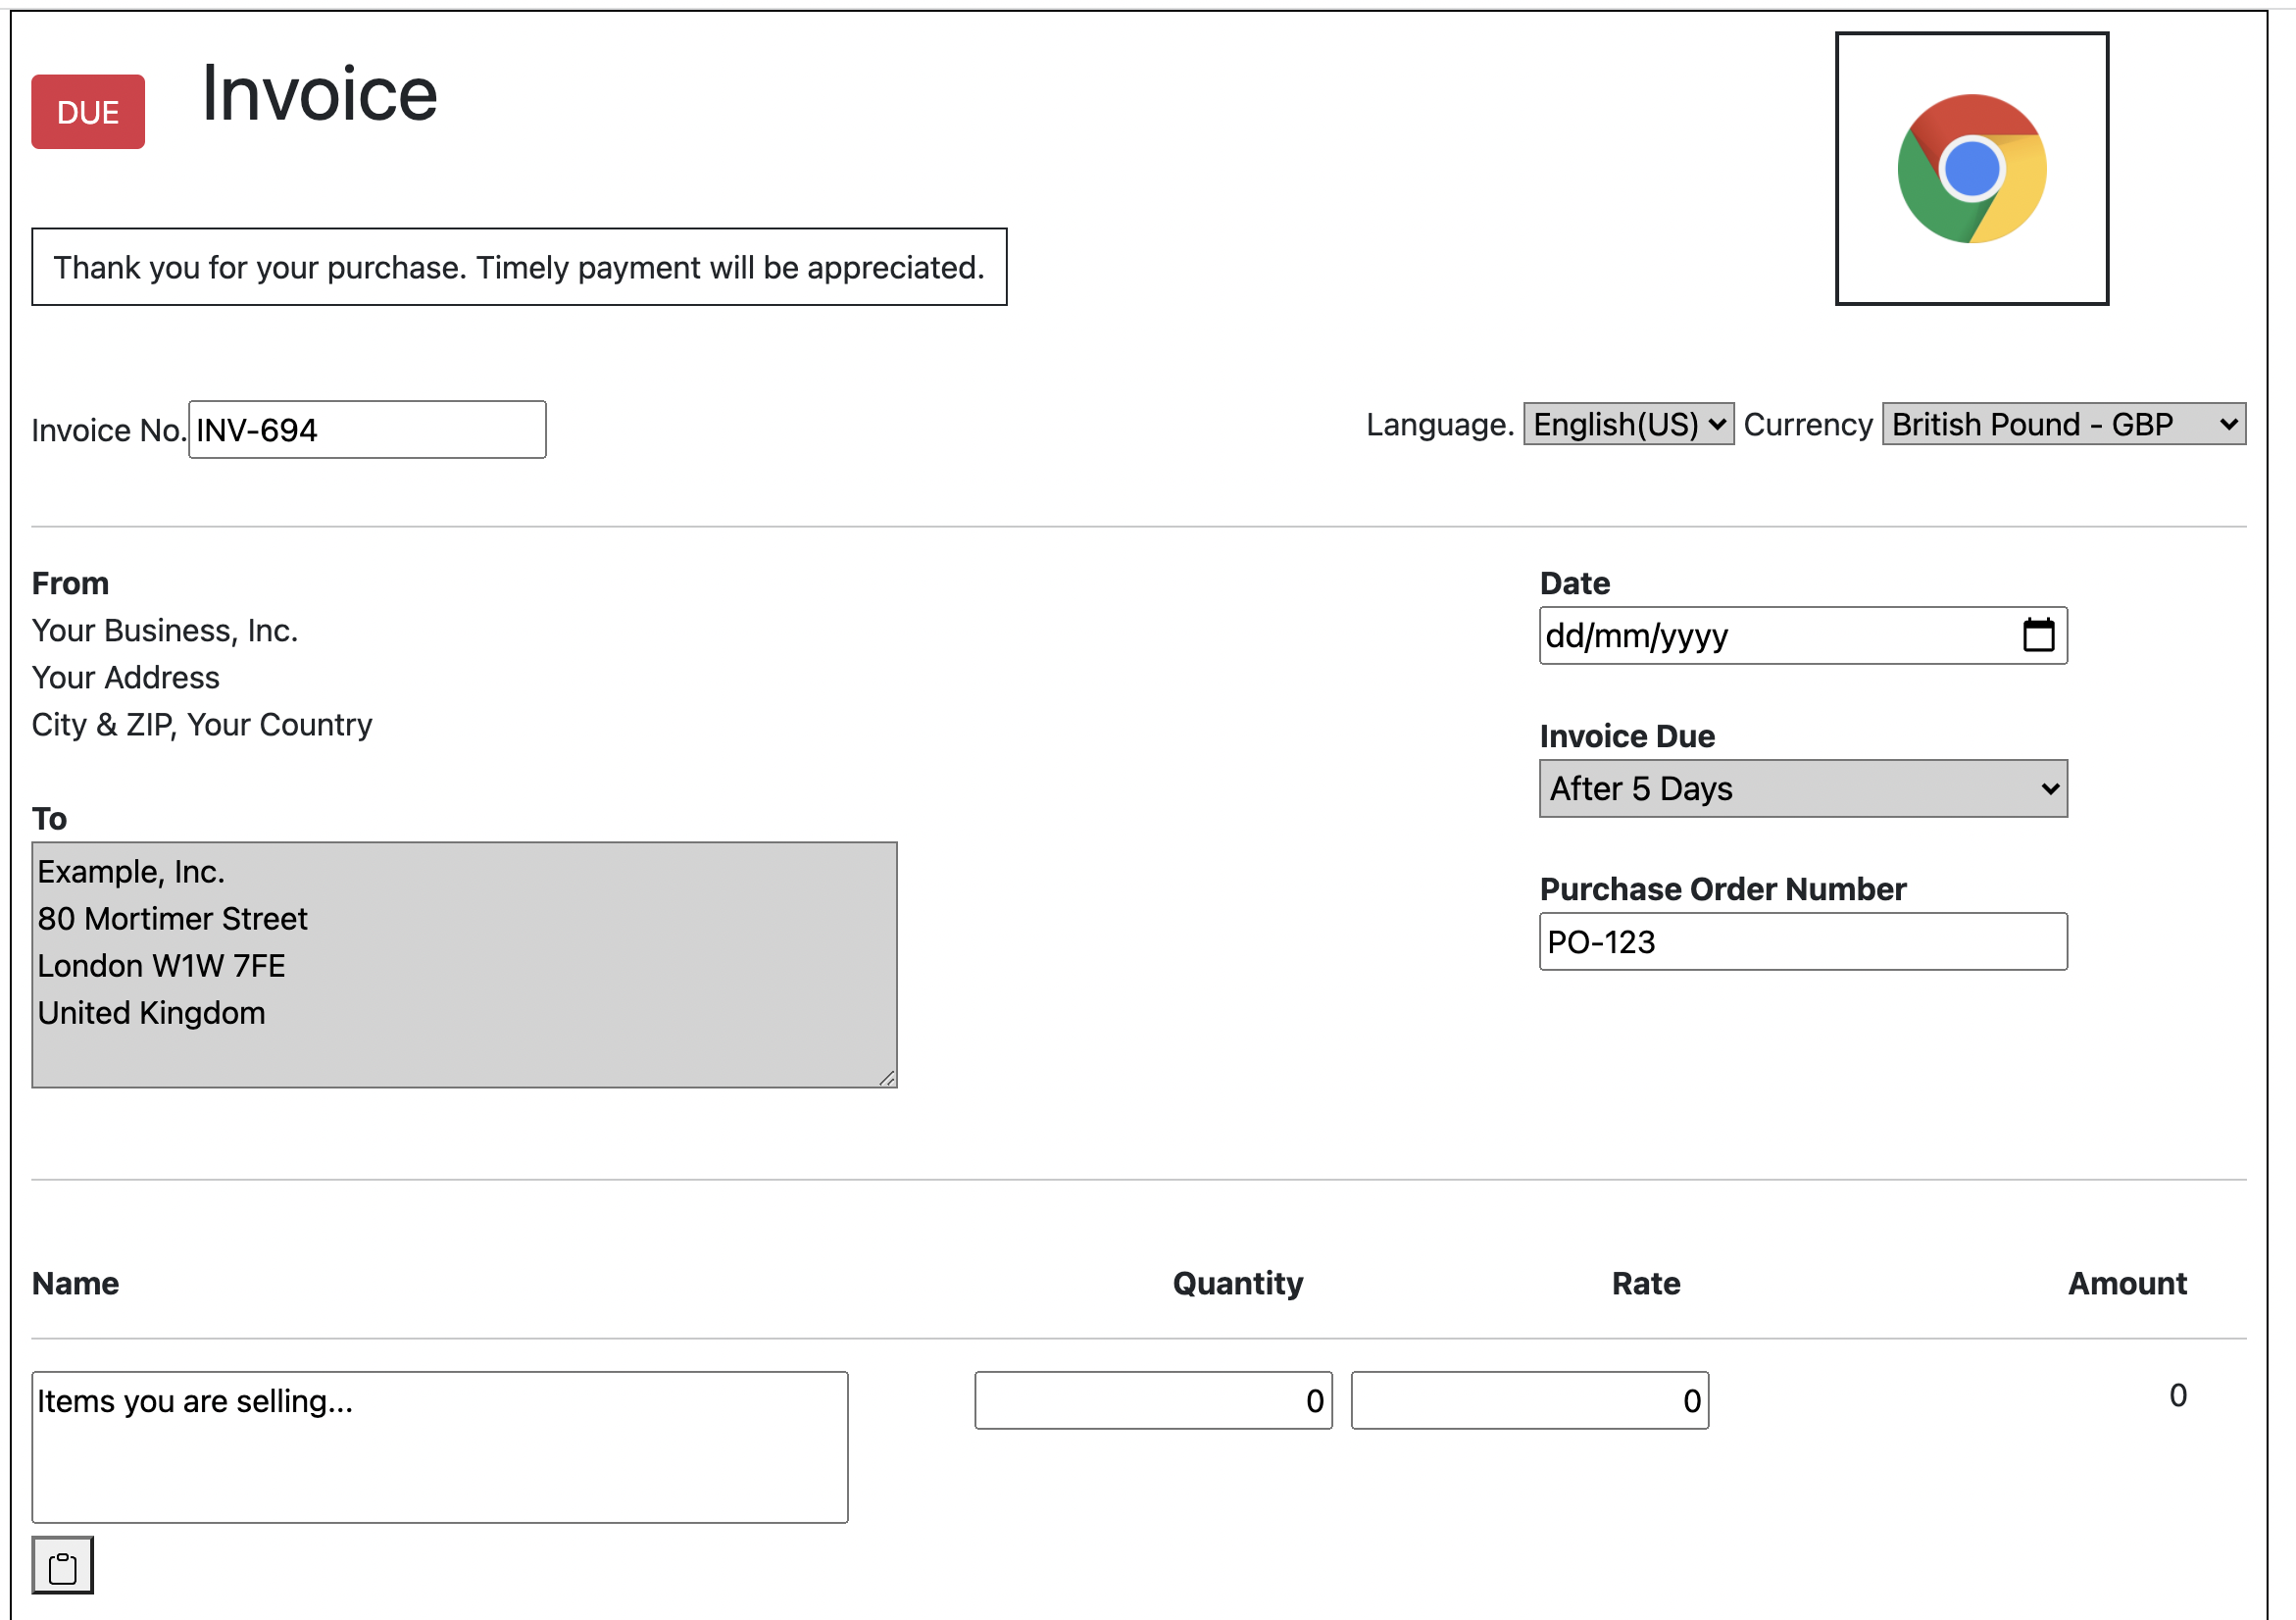 DUE Invoice
Thank you for your purchase. Timely payment will be appreciated.
Invoice No. INV-694 Language. English(US) Currency British Pound - GBP
From
Your Business, Inc.
Your Address
City & ZIP, Your Country
To
Example, Inc.
80 Mortimer Street
London W1W 7FE
United Kingdom
Date
dd/mm/yyyy
Invoice Due
After 5 Days
Purchase Order Number
PO-123
Name Quantity Rate Amount
Items you are selling... 0 0 0